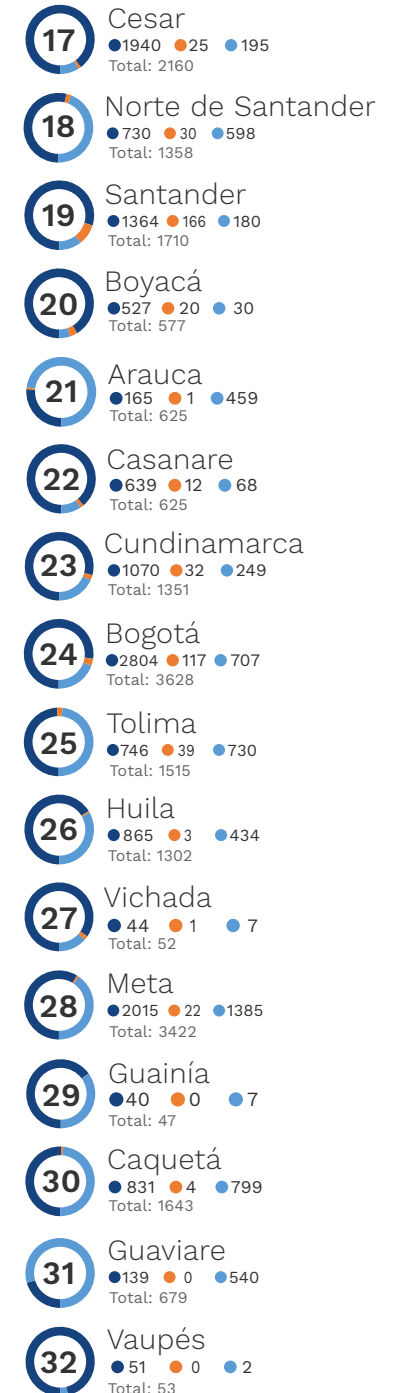 17
Cesar
1940 25 195
Total: 2160
18
Norte de Santander
730 30 598
Total: 1358
19
Santander
1364 166 180
Total: 1710
20
Boyacá
527 20 30
Total: 577
21
Arauca
165 1 459
Total: 625
22
Casanare
639 12 68
Total: 625
23
Cundinamarca
1070 32 249
Total: 1351
24
Bogotá
2804 117 707
Total: 3628
25
Tolima
746 39 730
Total: 1515
26
Huila
865 3 434
Total: 1302
27
Vichada
44 1 7
Total: 52
28
Meta
2015 22 1385
Total: 3422
29
Guainía
40 0 7
Total: 47
30
Caquetá
831 4 799
Total: 1643
31
Guaviare
139 0 540
Total: 679
32
Vaupés
51 0 2
Total: 53